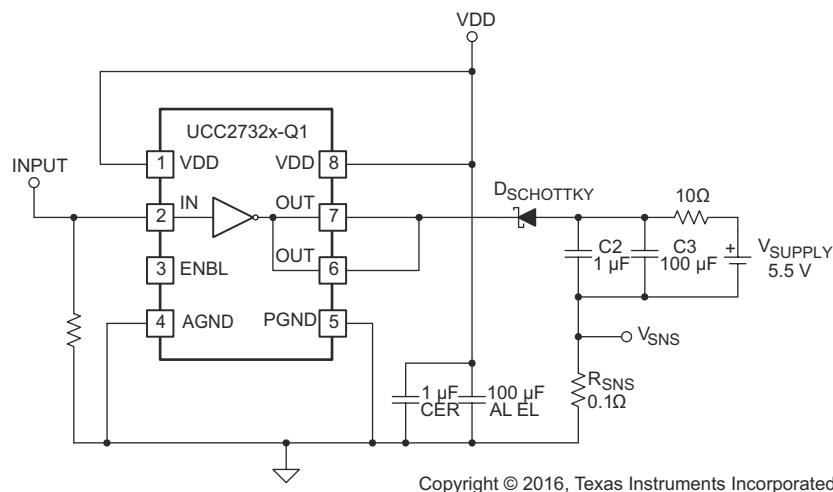 VDD
UCC2732x-Q1
INPUT
1 VDD
VDD 8
2 IN
OUT 7
3 ENBL
OUT 6
4 AGND
PGND 5
DSCHOTTKY
10Ω
C2
1 µF
C3
100 µF
+
VSUPPLY
5.5 V
VSNS
RSNS
0.1Ω
1 µF
CER
100 µF
AL EL
Copyright © 2016, Texas Instruments Incorporated